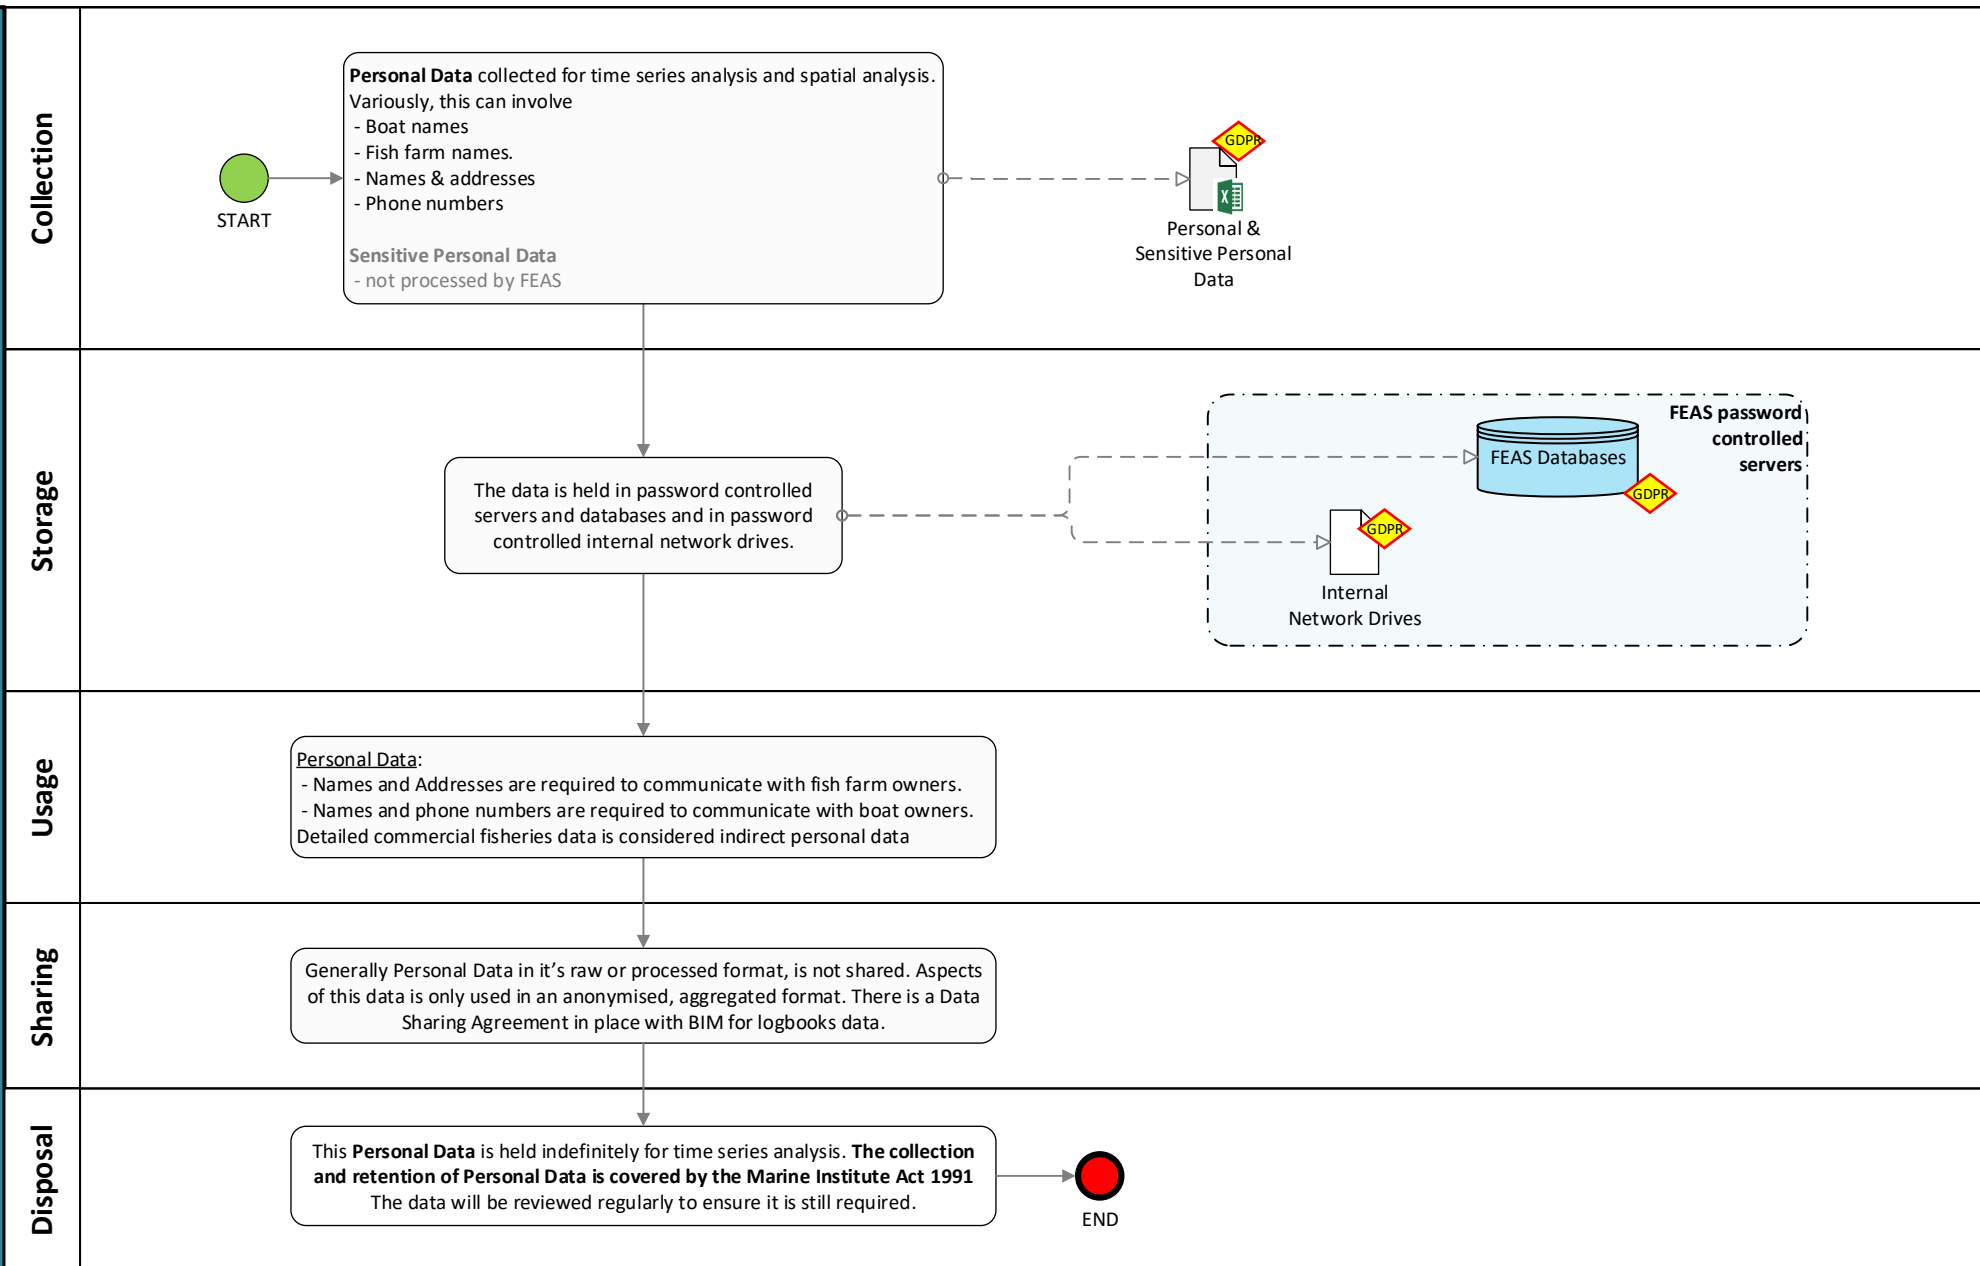 Collection
START
Personal Data collected for time series analysis and spatial analysis.
Variously, this can involve
- Boat names
- Fish farm names.
- Names & addresses
- Phone numbers
Sensitive Personal Data
- not processed by FEAS
GDPR
X
Personal &
Sensitive Personal
Data
Storage
The data is held in password controlled
servers and databases and in password
controlled internal network drives.
FEAS password
controlled
servers
FEAS Databases
GDPR
GDPR
Internal
Network Drives
Usage
Personal Data:
- Names and Addresses are required to communicate with fish farm owners.
- Names and phone numbers are required to communicate with boat owners.
Detailed commercial fisheries data is considered indirect personal data
Sharing
Generally Personal Data in it’s raw or processed format, is not shared. Aspects
of this data is only used in an anonymised, aggregated format. There is a Data
Sharing Agreement in place with BIM for logbooks data.
Disposal
This Personal Data is held indefinitely for time series analysis. The collection
and retention of Personal Data is covered by the Marine Institute Act 1991
The data will be reviewed regularly to ensure it is still required.
END